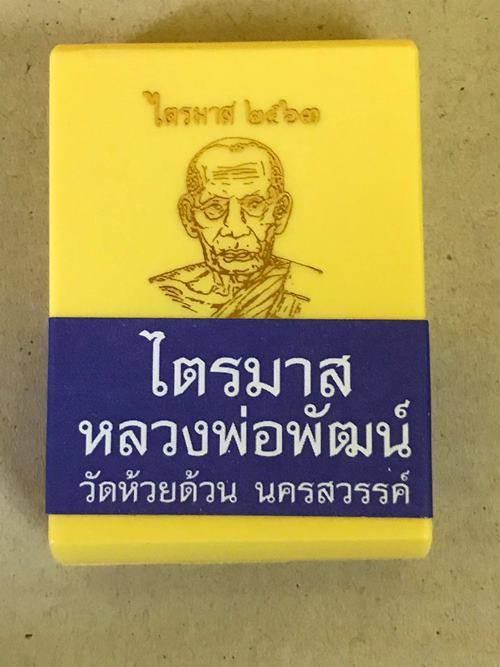 ไตรมาส ๒๕๖๓
ไตรมาส
หลวงพ่อพัฒน์
วัดห้วยด้วน นครสวรรค์